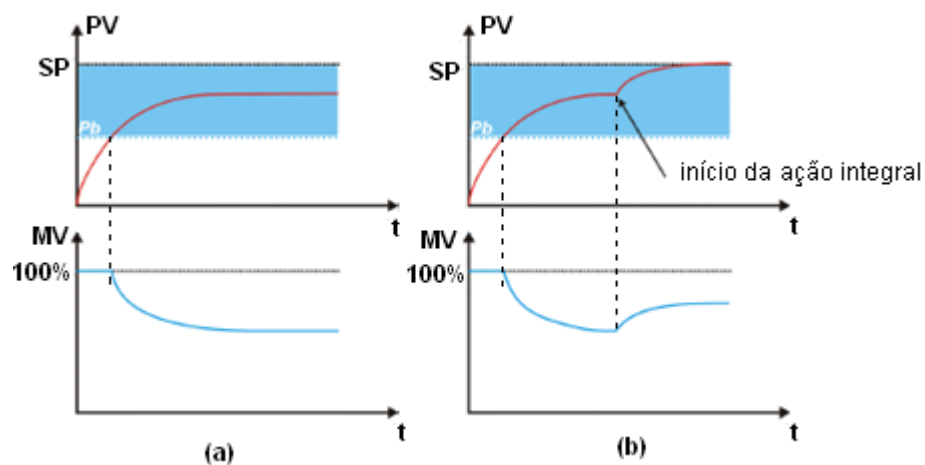 PV
SP
Pb
t
MV
100%
t
(a)
PV
SP
Pb
início da ação integral
t
MV
100%
t
(b)